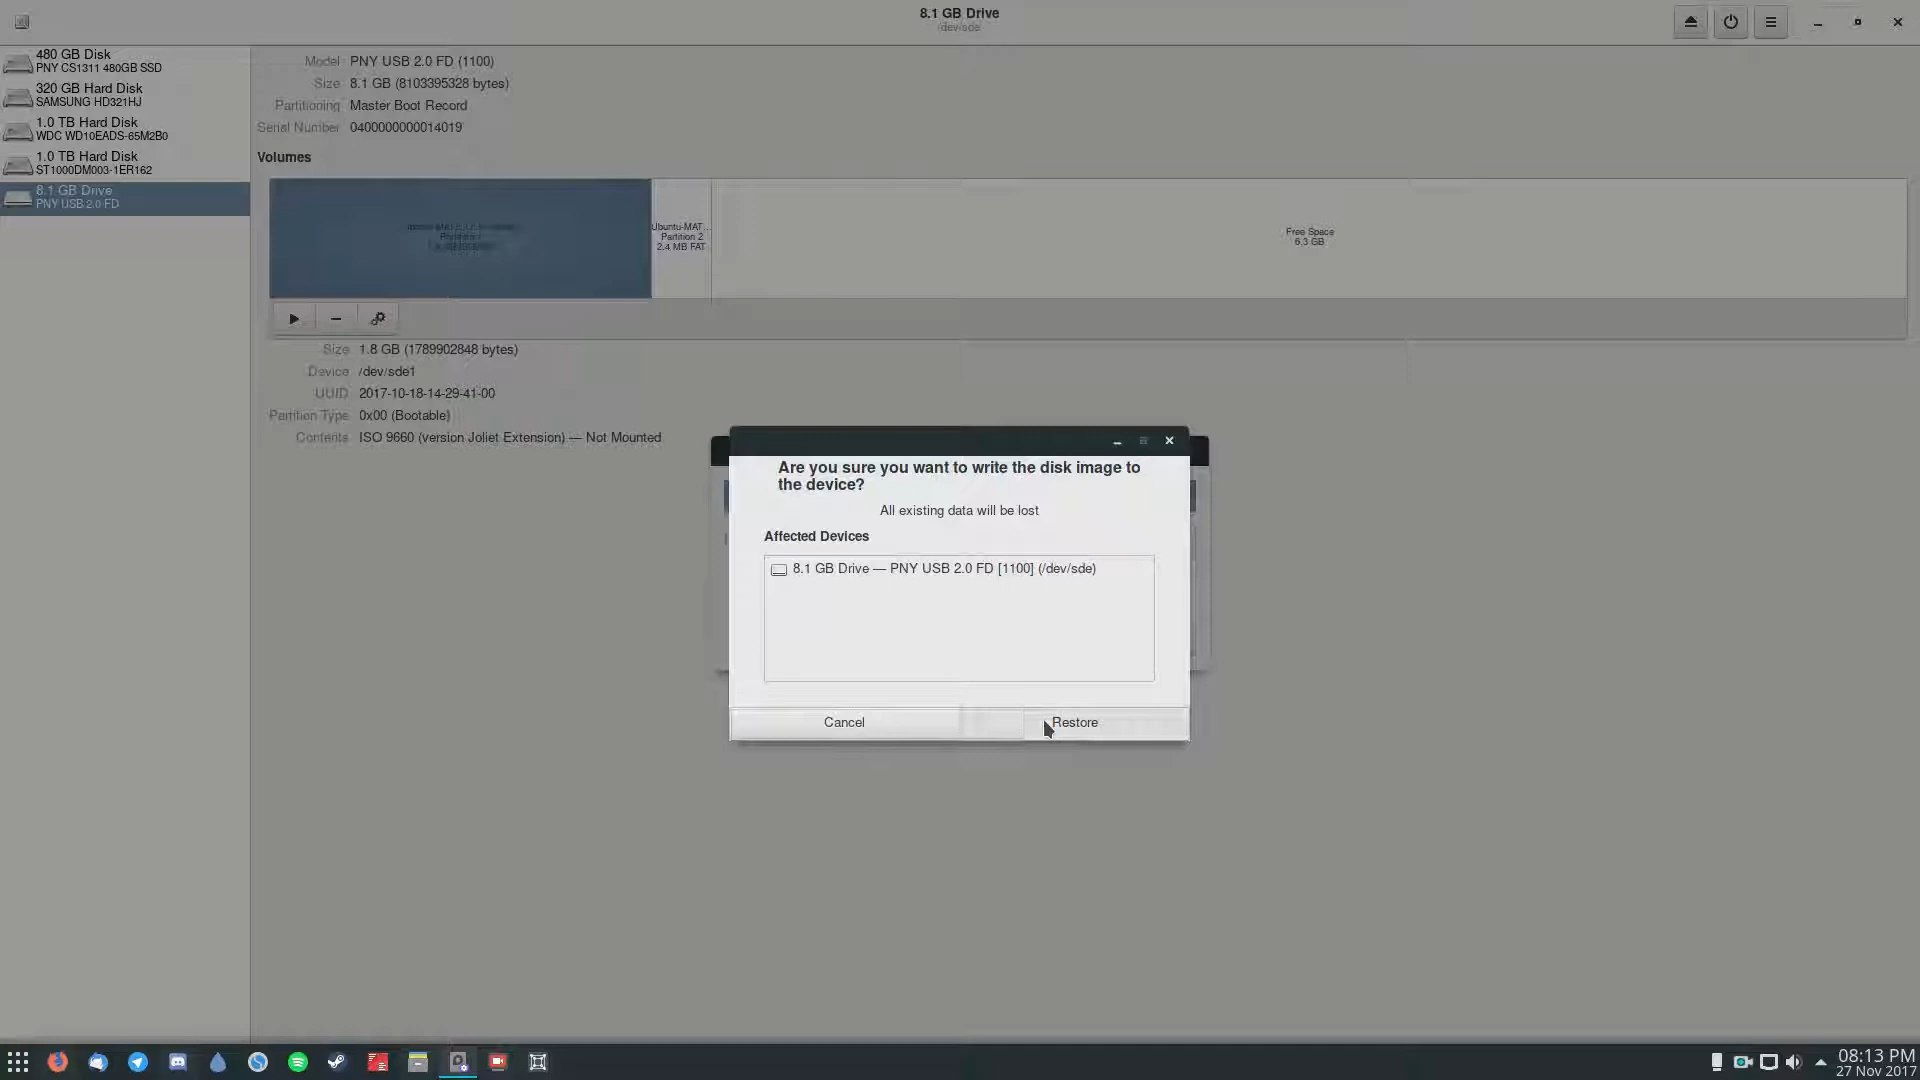 8.1 GB Drive
/dev/sde
480 GB Disk
PNY CS1311 480GB SSD
320 GB Hard Disk
SAMSUNG HD321HJ
1.0 TB Hard Disk
WDC WD10EADS-65M2B0
1.0 TB Hard Disk
ST1000DM003-1ER162
8.1 GB Drive
PNY USB 2.0 FD
Model PNY USB 2.0 FD (1100)
Size 8.1 GB (8103395328 bytes)
Partitioning Master Boot Record
Serial Number 0400000000014019
Volumes
Ubuntu-MAT...
Partition 2
2.4 MB FAT
Free Space
6.3 GB
Size 1.8 GB (1789902848 bytes)
Device /dev/sde1
UUID 2017-10-18-14-29-41-00
Partition Type 0x00 (Bootable)
Contents ISO 9660 (version Joliet Extension) — Not Mounted
Are you sure you want to write the disk image to
the device?
All existing data will be lost
Affected Devices
8.1 GB Drive — PNY USB 2.0 FD [1100] (/dev/sde)
Cancel
Restore
08:13 PM
27 Nov 2017